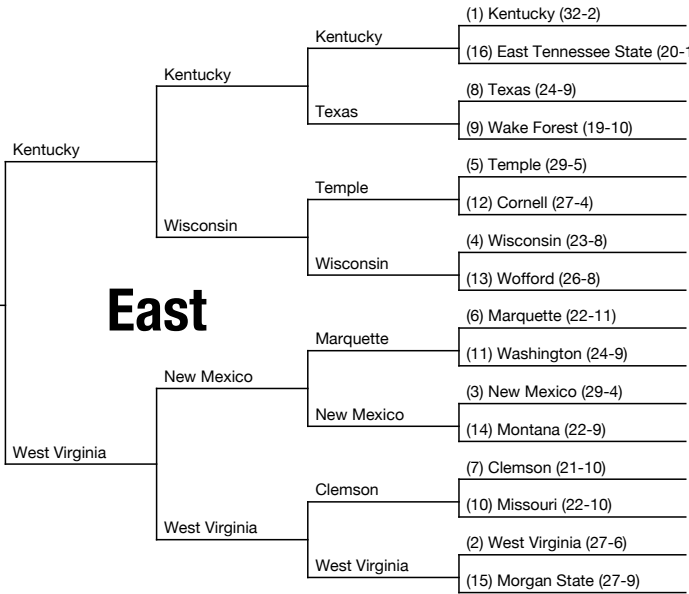 (1) Kentucky (32-2)
Kentucky
(16) East Tennessee State (20-1
Kentucky
(8) Texas (24-9)
Texas
(9) Wake Forest (19-10)
Kentucky
(5) Temple (29-5)
Temple
(12) Cornell (27-4)
Wisconsin
(4) Wisconsin (23-8)
Wisconsin
(13) Wofford (26-8)
East
(6) Marquette (22-11)
Marquette
(11) Washington (24-9)
New Mexico
(3) New Mexico (29-4)
New Mexico
(14) Montana (22-9)
West Virginia
(7) Clemson (21-10)
Clemson
(10) Missouri (22-10)
West Virginia
(2) West Virginia (27-6)
West Virginia
(15) Morgan State (27-9)